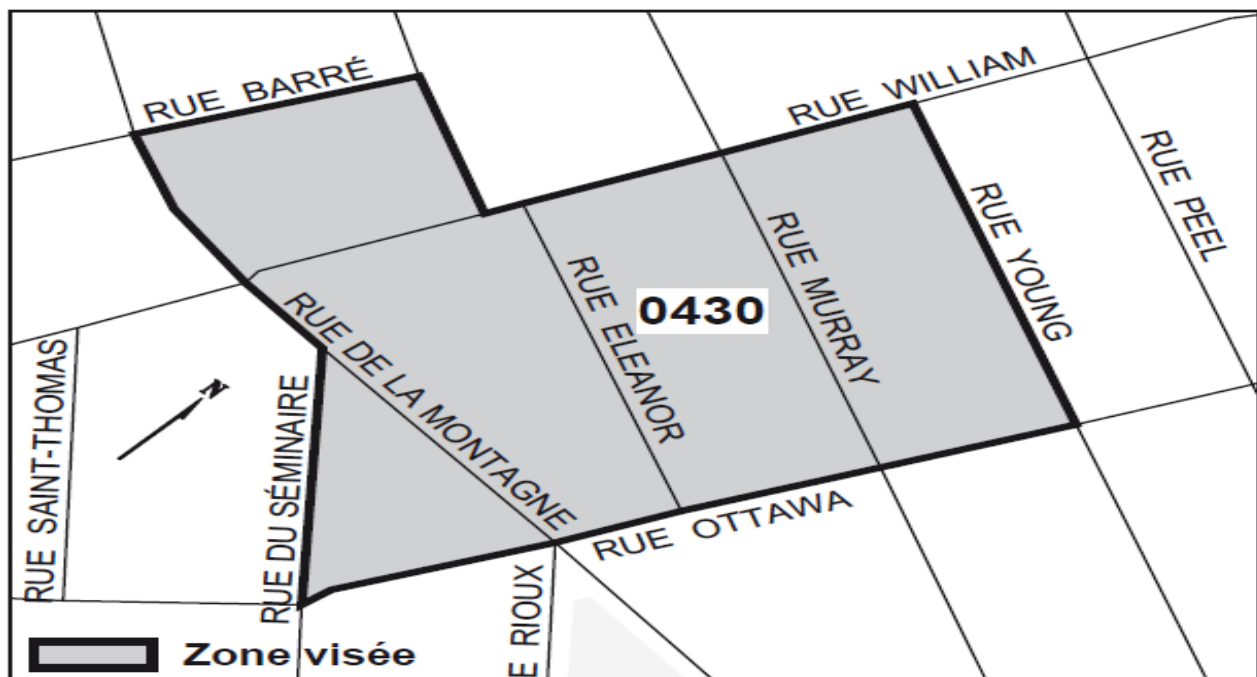 RUE BARRÉ
RUE WILLIAM
RUE PEEL
RUE YOUNG
RUE MURRAY
RUE ELEANOR
0430
RUE DE LA MONTAGNE
N
RUE SAINT-THOMAS
RUE DU SÉMINAIRE
RUE OTTAWA
E RIOUX
Zone visée